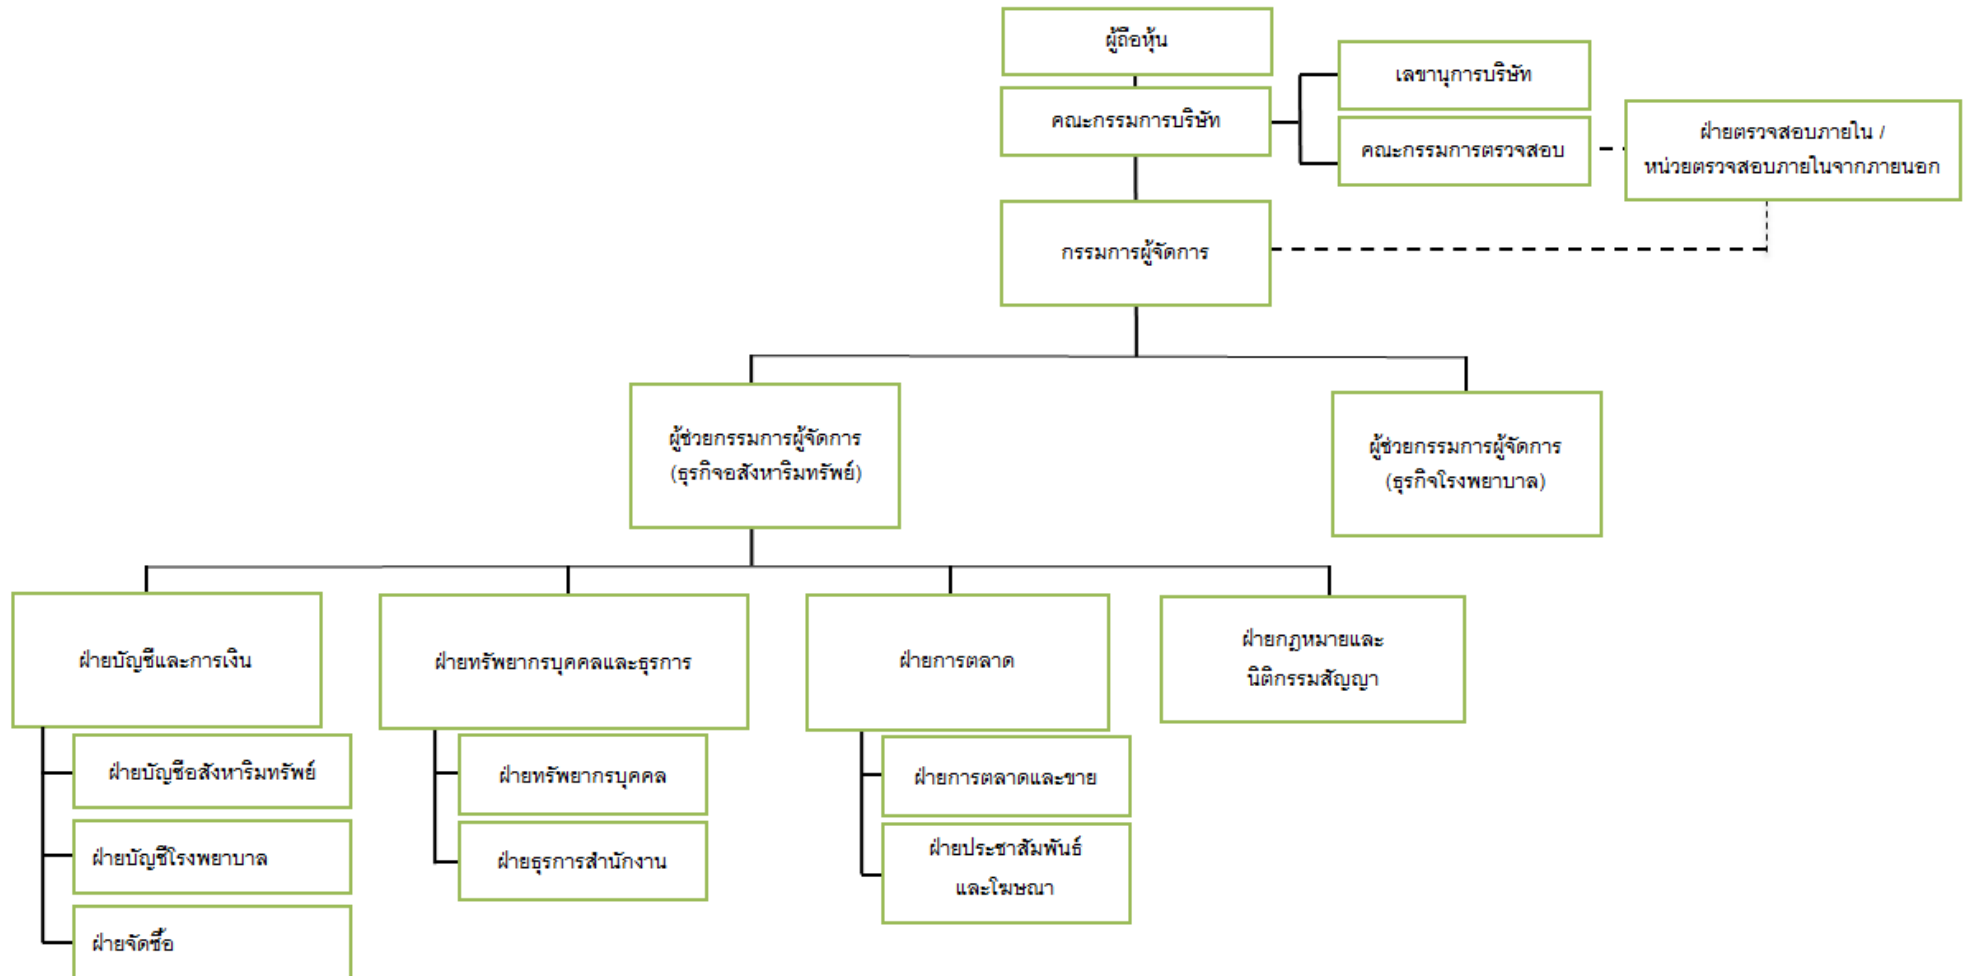 ผู้ถือหุ้น
เลขานุการบริษัท
คณะกรรมการบริษัท
คณะกรรมการตรวจสอบ
ฝ่ายตรวจสอบภายใน /
หน่วยตรวจสอบภายในจากภายนอก
กรรมการผู้จัดการ
ผู้ช่วยกรรมการผู้จัดการ
(ธุรกิจอสังหาริมทรัพย์)
ผู้ช่วยกรรมการผู้จัดการ
(ธุรกิจโรงพยาบาล)
ฝ่ายบัญชีและการเงิน
ฝ่ายทรัพยากรบุคคลและธุรการ
ฝ่ายการตลาด
ฝ่ายกฎหมายและ
นิติกรรมสัญญา
ฝ่ายบัญชีอสังหาริมทรัพย์
ฝ่ายบัญชีโรงพยาบาล
ฝ่ายจัดซื้อ
ฝ่ายทรัพยากรบุคคล
ฝ่ายธุรการสำนักงาน
ฝ่ายการตลาดและขาย
ฝ่ายประชาสัมพันธ์
และโฆษณา